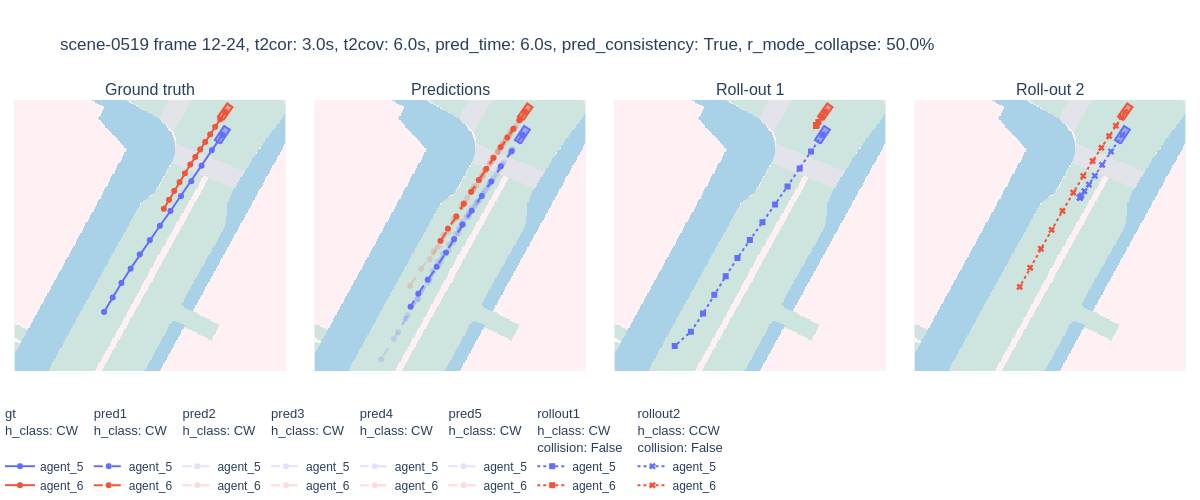 scene-0519 frame 12-24, t2cor: 3.0s, t2cov: 6.0s, pred_time: 6.0s, pred_consistency: True, r_mode_collapse: 50.0%
Ground truth
Predictions
Roll-out 1
Roll-out 2
gt
h_class: CW
agent_5
agent_6
pred1
h_class: CW
agent_5
agent_6
pred2
h_class: CW
agent_5
agent_6
pred3
h_class: CW
agent_5
agent_6
pred4
h_class: CW
agent_5
agent_6
pred5
h_class: CW
agent_5
agent_6
rollout1
h_class: CW
collision: False
agent_5
agent_6
rollout2
h_class: CCW
collision: False
agent_5
agent_6